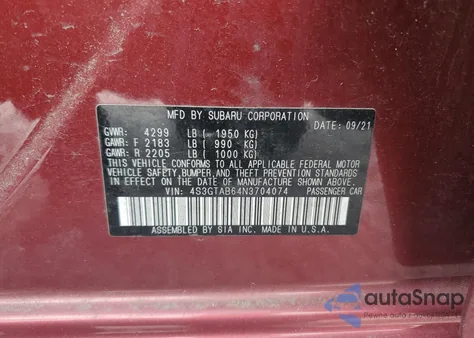 MFD BY SUBARU CORPORATION
DATE: 09/21
GVWR: 4299 LB ( 1950 KG)
GAWR: F 2183 LB ( 990 KG)
GAWR: R 2205 LB ( 1000 KG)
THIS VEHICLE CONFORMS TO ALL APPLICABLE FEDERAL MOTOR
VEHICLE SAFETY, BUMPER, AND THEFT PREVENTION STANDARDS
IN EFFECT ON THE DATE OF MANUFACTURE SHOWN ABOVE.
VIN: 4S3GTAB64N3704074 PASSENGER CAR
ASSEMBLED BY SIA INC. MADE IN U.S.A.
autoSnap